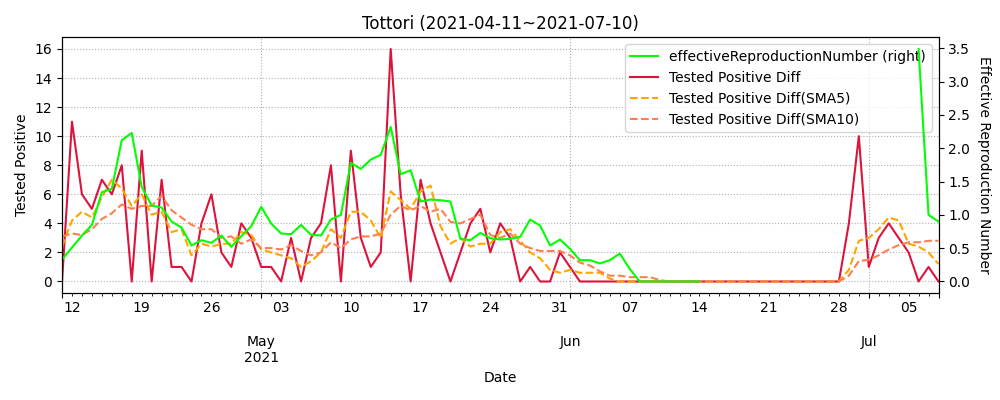 Tottori (2021-04-11~2021-07-10)
effectiveReproductionNumber (right)
Tested Positive Diff
Tested Positive Diff(SMA5)
Tested Positive Diff(SMA10)
Tested Positive
16
14
12
10
8
6
4
2
0
Effective Reproduction Number
3.5
3.0
2.5
2.0
1.5
1.0
0.5
0.0
12 19 26 03 10 17 24 31 07 14 21 28 05
May Jun Jul
2021
Date